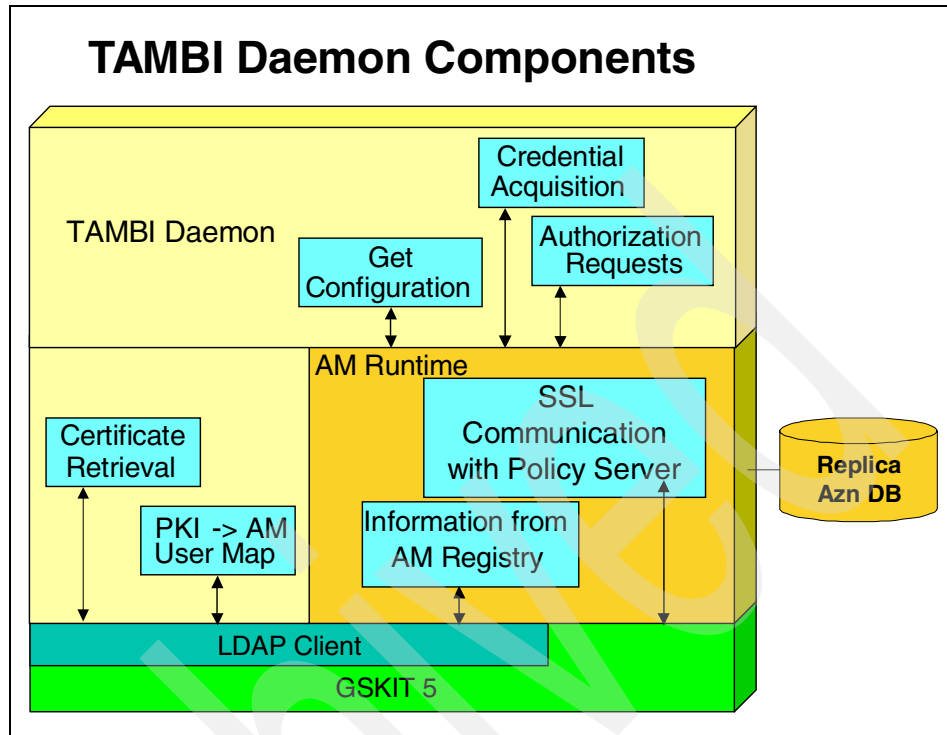 TAMBI Daemon Components
Credential
Acquisition
TAMBI Daemon
Authorization
Requests
Get
Configuration
AM Runtime
SSL
Communication
with Policy Server
Certificate
Retrieval
Replica
Azn DB
PKI -> AM
User Map
Information from
AM Registry
LDAP Client
GSKIT 5